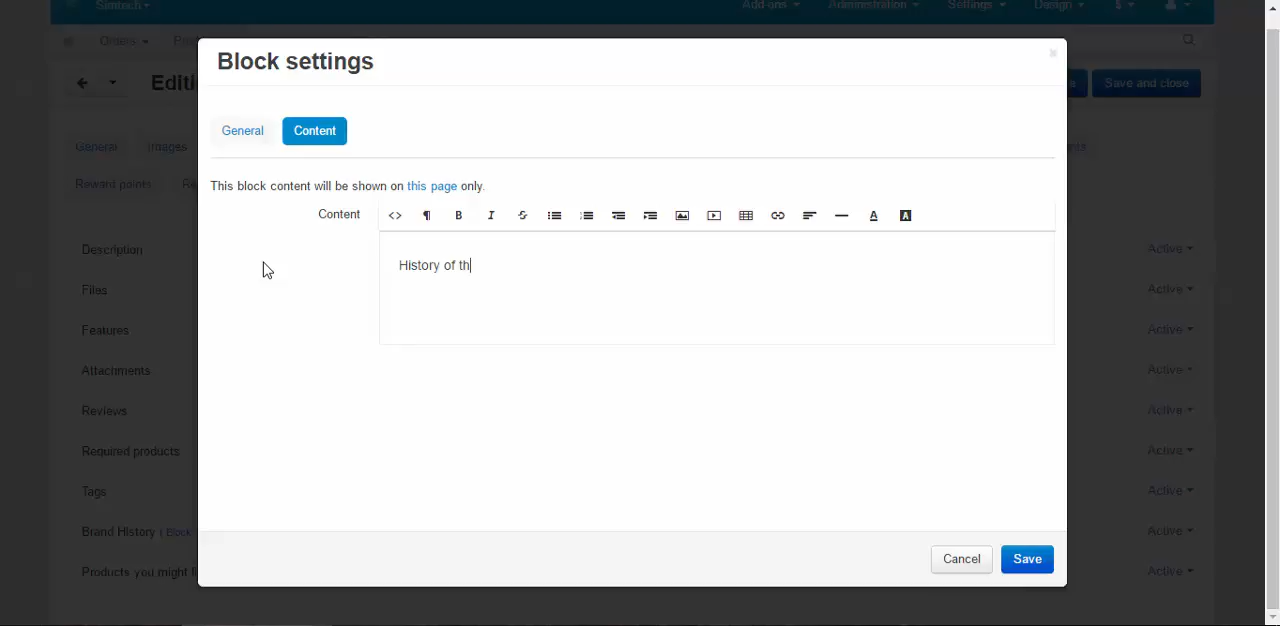 Simtech
Add-ons
Administration
Settings
Design
$
Orders
Block settings
Save and close
General
Content
General
Images
Reward points
This block content will be shown on this page only.
Content
History of th
Description
Active
Files
Active
Features
Active
Attachments
Active
Reviews
Active
Required products
Active
Tags
Active
Brand History | Block
Active
Products you might
Active
Cancel
Save